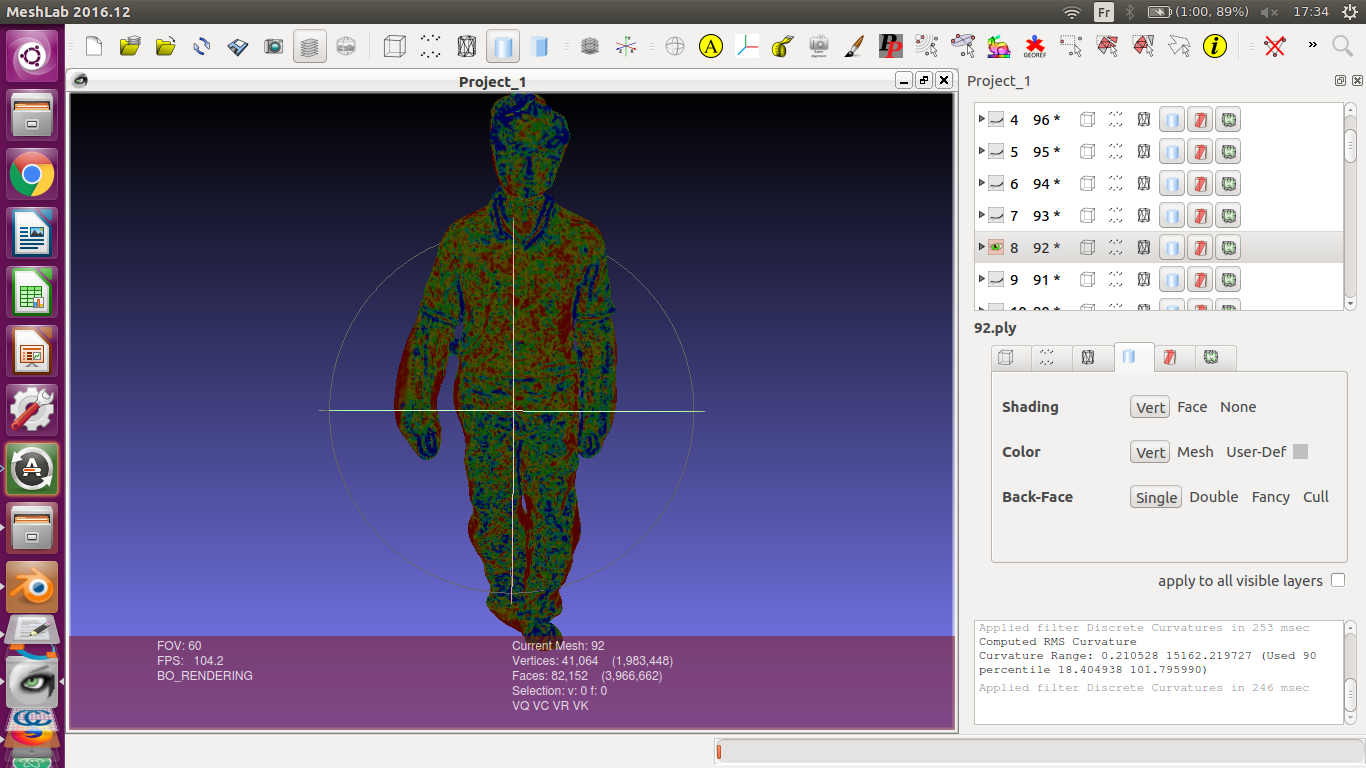 MeshLab 2016.12
Fr
(1:00, 89%)
17:34
A
PP
GEOREF
i
»
Project_1
Project_1
4 96 *
5 95 *
6 94 *
7 93 *
8 92 *
9 91 *
92.ply
Shading Vert Face None
Color Vert Mesh User-Def
Back-Face Single Double Fancy Cull
apply to all visible layers
Applied filter Discrete Curvatures in 253 msec
Computed RMS Curvature
Curvature Range: 0.210528 15162.219727 (Used 90
percentile 18.404938 101.795990)
Applied filter Discrete Curvatures in 246 msec
FOV: 60
FPS: 104.2
BO_RENDERING
Current Mesh: 92
Vertices: 41,064 (1,983,448)
Faces: 82,152 (3,966,662)
Selection: v: 0 f: 0
VQ VC VR VK